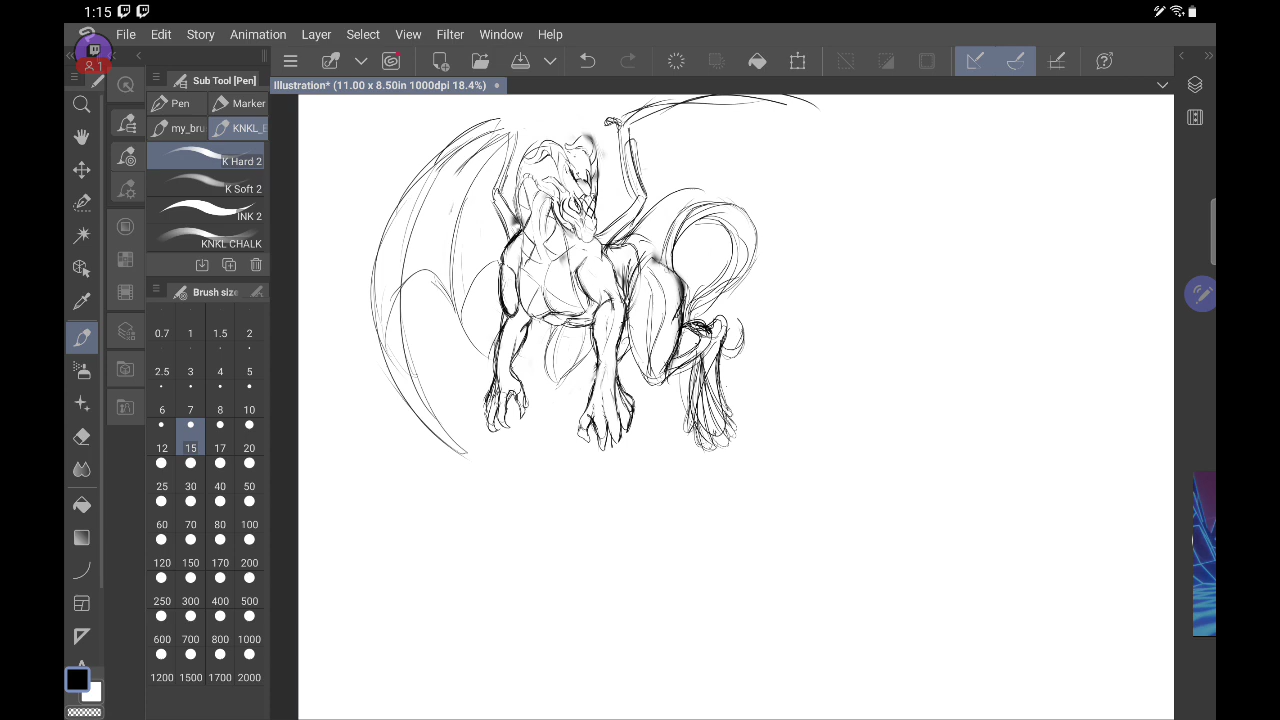 1:15
File Edit Story Animation Layer Select View Filter Window Help
1
Sub Tool [Pen]
Illustration* (11.00 x 8.50in 1000dpi 18.4%)
Pen Marker
my_bru KNKL_E
K Hard 2
K Soft 2
INK 2
KNKL CHALK
Brush size
0.7 1 1.5 2
2.5 3 4 5
6 7 8 10
12 15 17 20
25 30 40 50
60 70 80 100
120 150 170 200
250 300 400 500
600 700 800 1000
1200 1500 1700 2000